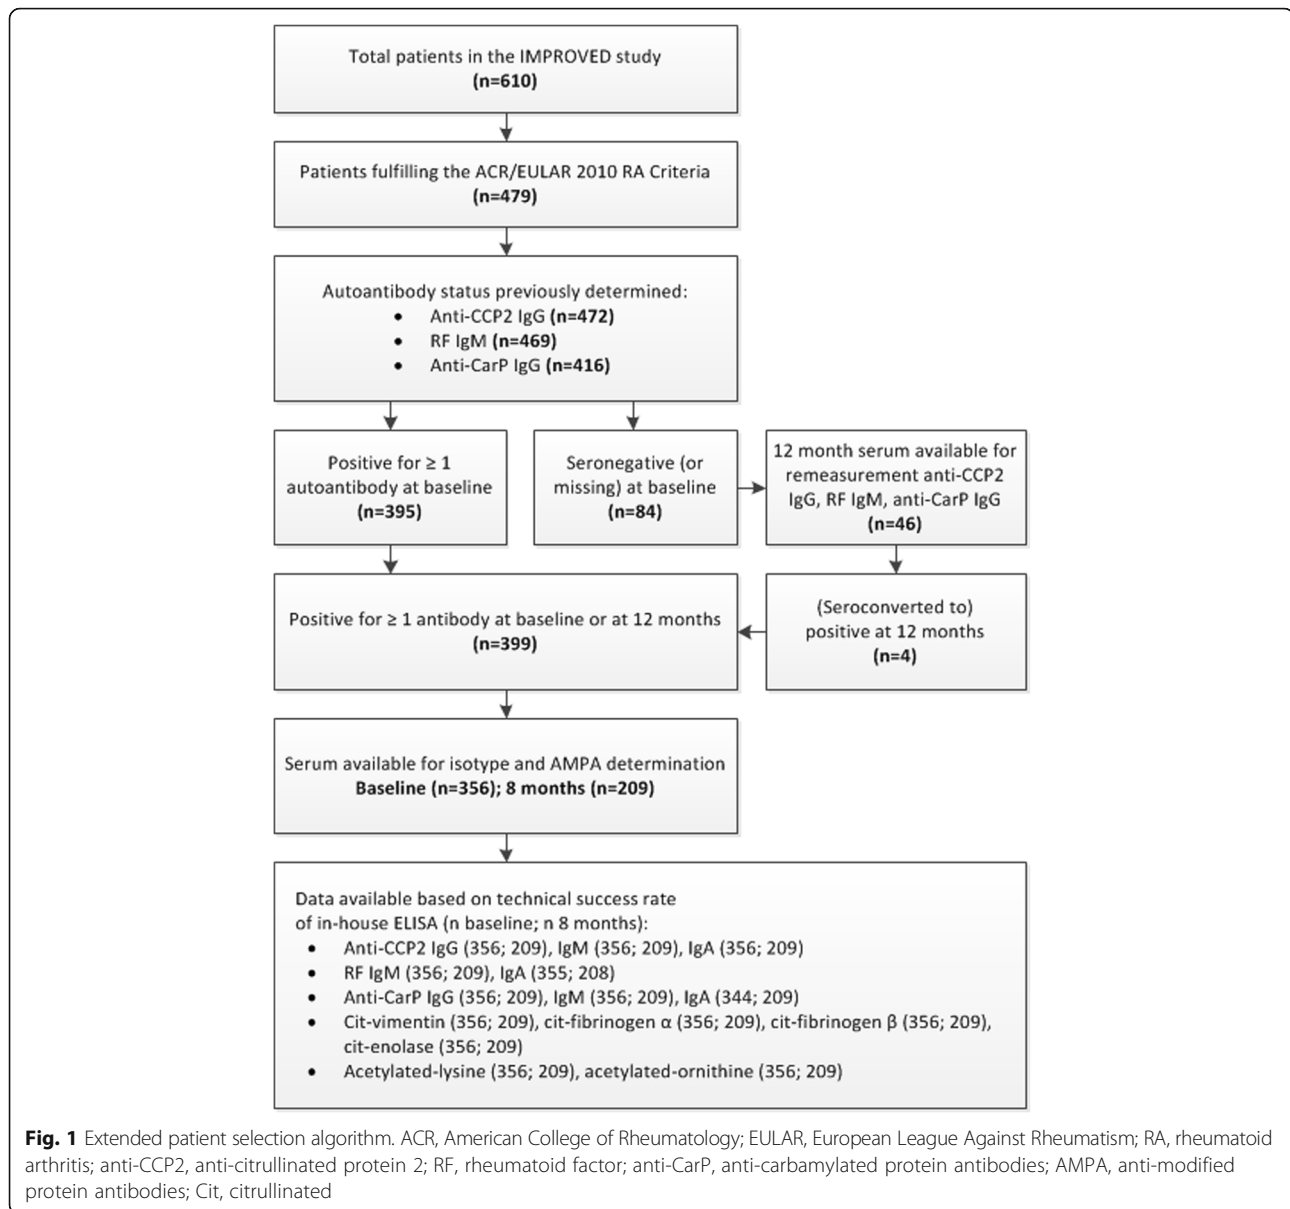 Total patients in the IMPROVED study
(n=610)
Patients fulfilling the ACR/EULAR 2010 RA Criteria
(n=479)
Autoantibody status previously determined:
• Anti-CCP2 IgG (n=472)
• RF IgM (n=469)
• Anti-CarP IgG (n=416)
Positive for ≥ 1
autoantibody at baseline
(n=395)
Seronegative (or
missing) at baseline
(n=84)
12 month serum available for
remeasurement anti-CCP2
IgG, RF IgM, anti-CarP IgG
(n=46)
Positive for ≥ 1 antibody at baseline or at 12 months
(n=399)
(Seroconverted to)
positive at 12 months
(n=4)
Serum available for isotype and AMPA determination
Baseline (n=356); 8 months (n=209)
Data available based on technical success rate
of in-house ELISA (n baseline; n 8 months):
• Anti-CCP2 IgG (356; 209), IgM (356; 209), IgA (356; 209)
• RF IgM (356; 209), IgA (355; 208)
• Anti-CarP IgG (356; 209), IgM (356; 209), IgA (344; 209)
• Cit-vimentin (356; 209), cit-fibrinogen α (356; 209), cit-fibrinogen β (356; 209),
cit-enolase (356; 209)
• Acetylated-lysine (356; 209), acetylated-ornithine (356; 209)
Fig. 1 Extended patient selection algorithm. ACR, American College of Rheumatology; EULAR, European League Against Rheumatism; RA, rheumatoid
arthritis; anti-CCP2, anti-citrullinated protein 2; RF, rheumatoid factor; anti-CarP, anti-carbamylated protein antibodies; AMPA, anti-modified
protein antibodies; Cit, citrullinated